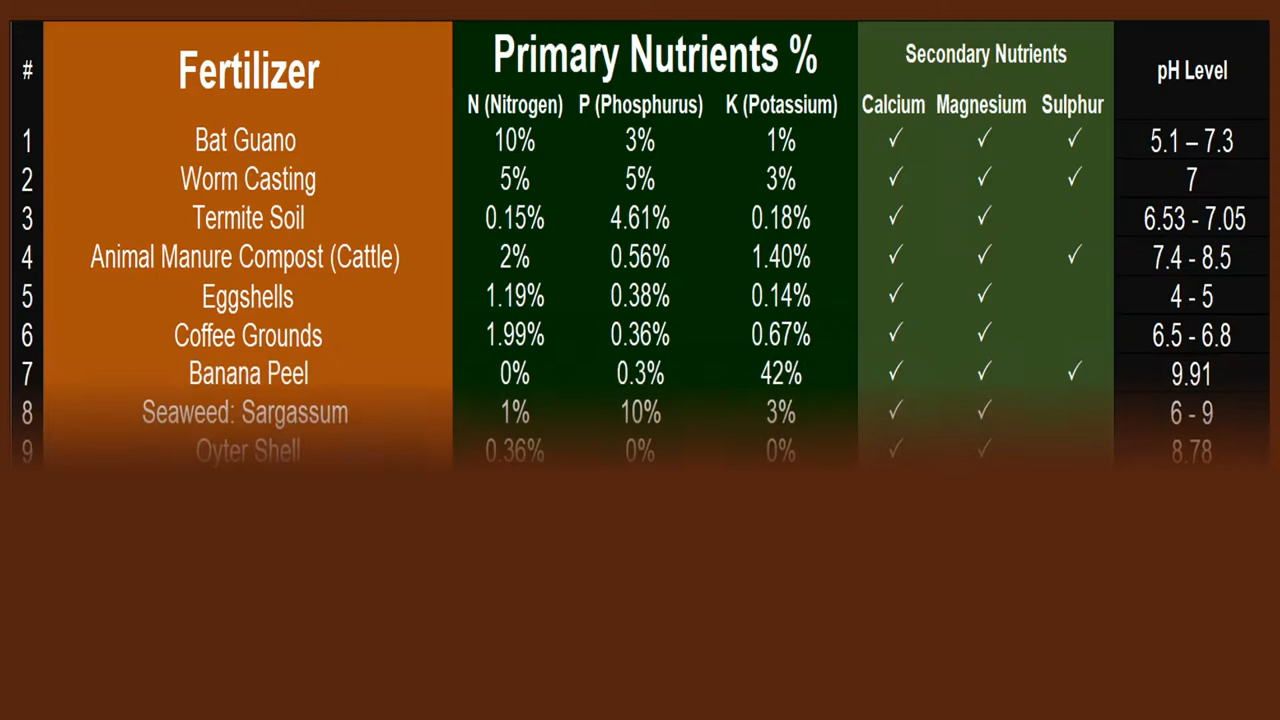 # Fertilizer Primary Nutrients % Secondary Nutrients pH Level
N (Nitrogen) P (Phosphurus) K (Potassium) Calcium Magnesium Sulphur
1 Bat Guano 10% 3% 1% ✓ ✓ ✓ 5.1 – 7.3
2 Worm Casting 5% 5% 3% ✓ ✓ ✓ 7
3 Termite Soil 0.15% 4.61% 0.18% ✓ ✓ 6.53 - 7.05
4 Animal Manure Compost (Cattle) 2% 0.56% 1.40% ✓ ✓ ✓ 7.4 - 8.5
5 Eggshells 1.19% 0.38% 0.14% ✓ ✓ 4 - 5
6 Coffee Grounds 1.99% 0.36% 0.67% ✓ ✓ 6.5 - 6.8
7 Banana Peel 0% 0.3% 42% ✓ ✓ ✓ 9.91
8 Seaweed: Sargassum 1% 10% 3% ✓ ✓ 6 - 9
9 Oyter Shell 0.36% 0% 0% ✓ ✓ 8.78